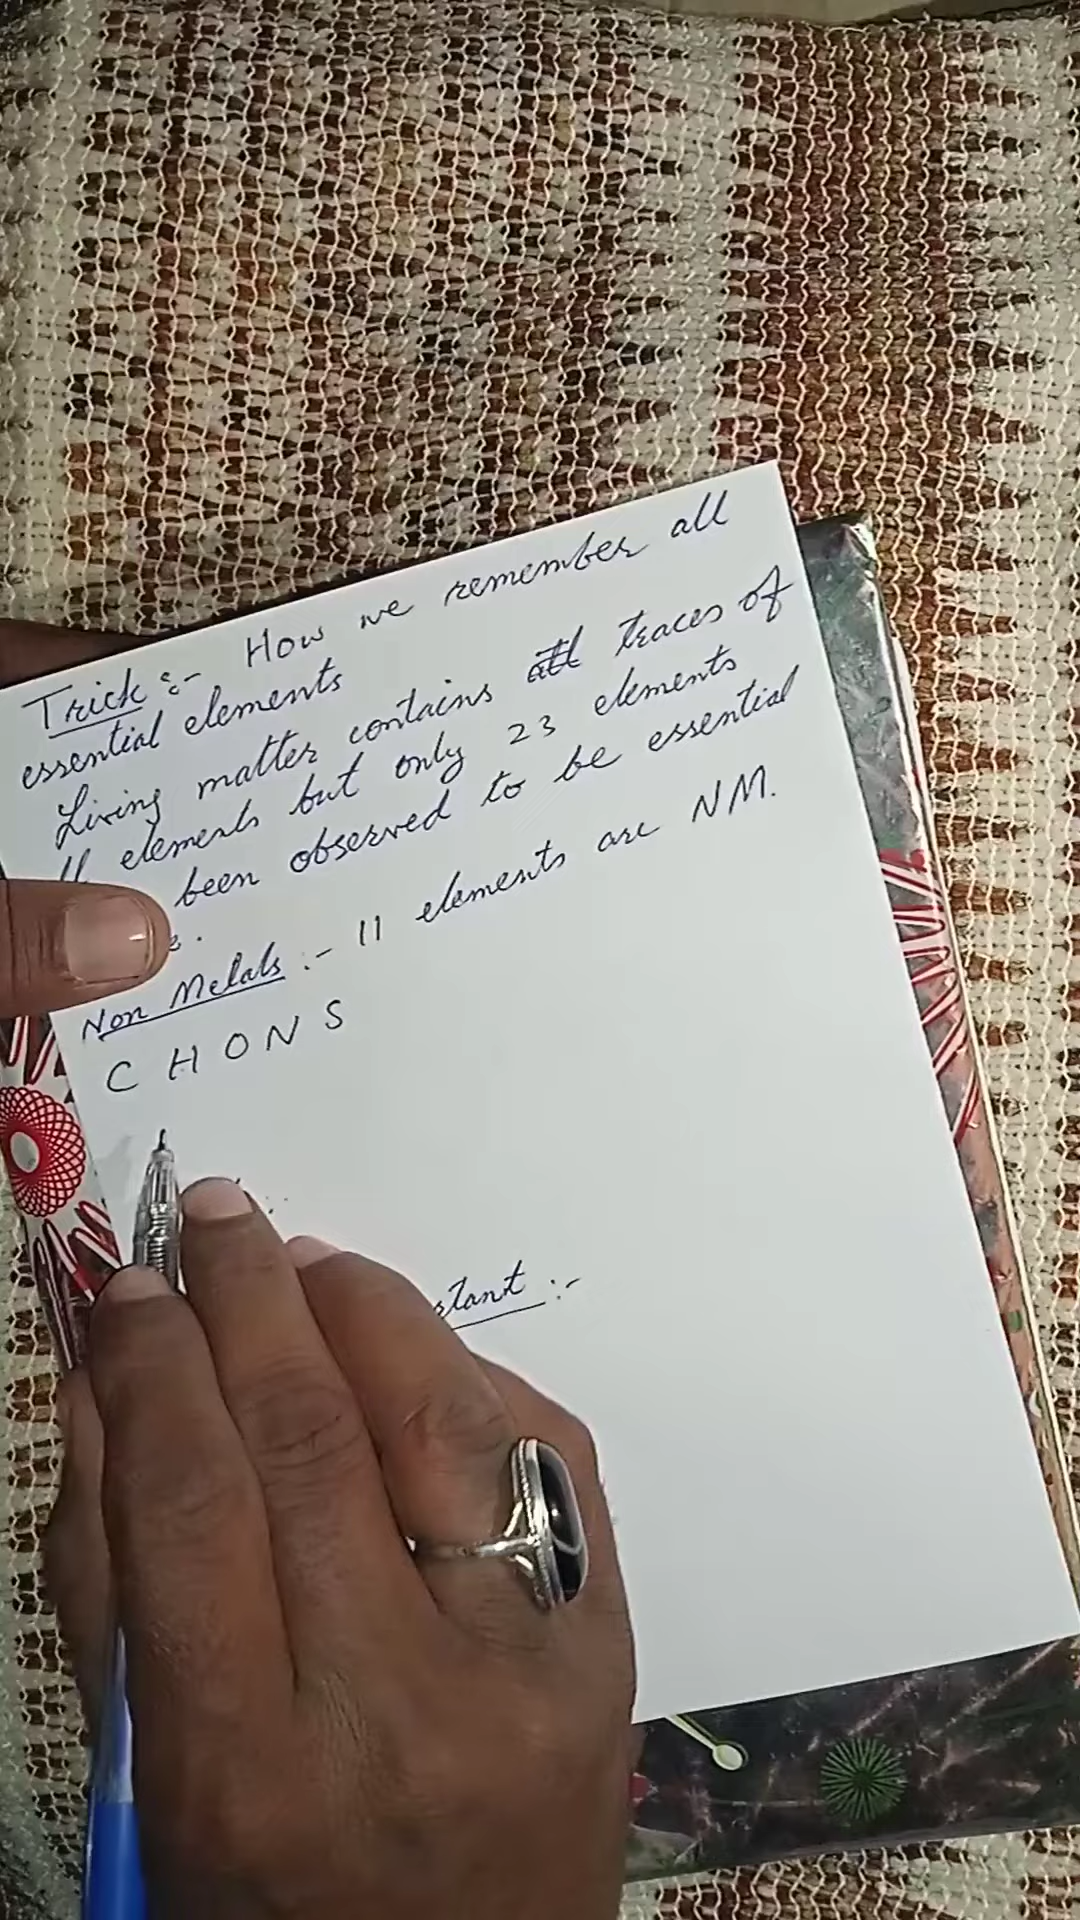 Trick :- How we remember all
essential elements
Living matter contains traces of
elements but only 23 elements
been observed to be essential
Non Metals :- 11 elements are NM.
C H O N S
stant :-